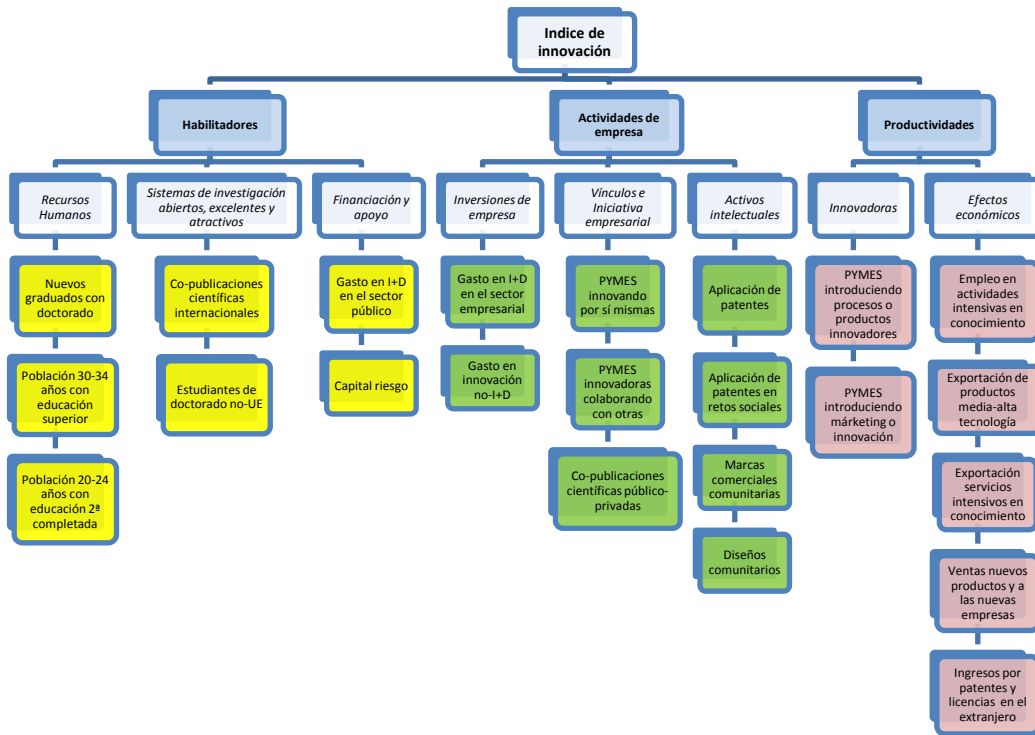 Indice de
innovación
Habilitadores
Actividades de
empresa
Productividades
Recursos
Humanos
Sistemas de investigación
abiertos, excelentes y
atractivos
Financiación y
apoyo
Inversiones de
empresa
Vínculos e
Iniciativa
empresarial
Activos
intelectuales
Innovadoras
Efectos
económicos
Nuevos
graduados con
doctorado
Población 30-34
años con
educación
superior
Población 20-24
años con
educación 2ª
completada
Co-publicaciones
científicas
internacionales
Estudiantes de
doctorado no-UE
Gasto en I+D
en el sector
público
Capital riesgo
Gasto en I+D
en el sector
empresarial
Gasto en
innovación
no-I+D
PYMES
innovando
por sí mismas
PYMES
innovadoras
colaborando
con otras
Co-publicaciones
científicas público-
privadas
Aplicación de
patentes
Aplicación de
patentes en
retos sociales
Marcas
comerciales
comunitarias
Diseños
comunitarios
PYMES
introduciendo
procesos o
productos
innovadores
PYMES
introduciendo
márketing o
innovación
Empleo en
actividades
intensivas en
conocimiento
Exportación de
productos
media-alta
tecnología
Exportación
servicios
intensivos en
conocimiento
Ventas nuevos
productos y a
las nuevas
empresas
Ingresos por
patentes y
licencias en el
extranjero